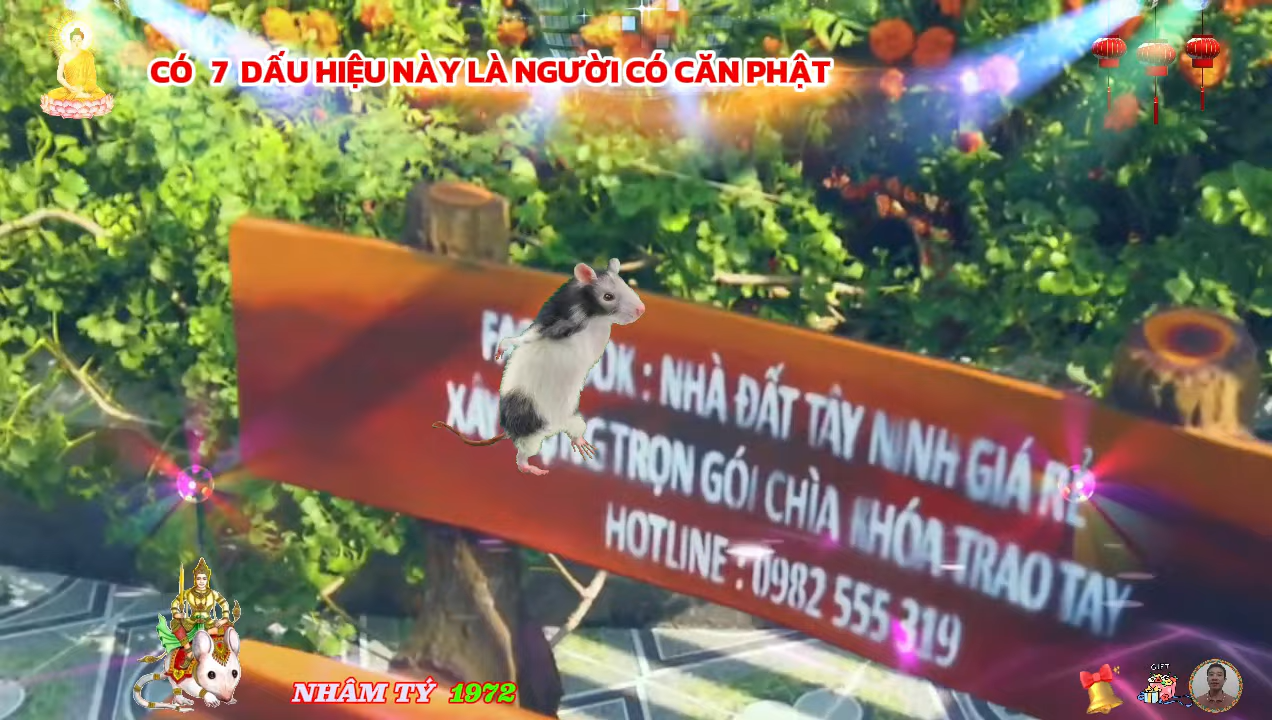 CÓ 7 DẤU HIỆU NÀY LÀ NGƯỜI CÓ CĂN PHẬT
: NHÀ ĐẤT TÂY NINH GIÁ RẺ
TRỌN GÓI CHÌA KHÓA TRAO TAY
HOTLINE : 0982 555 319
GIFT
NHÂM TÝ 1972